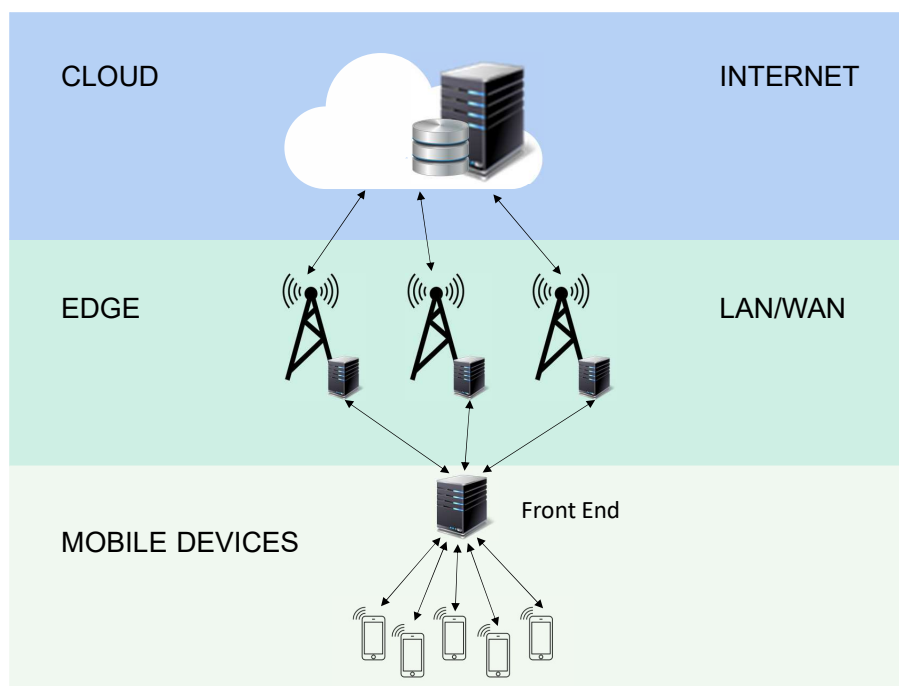 CLOUD
INTERNET
EDGE
LAN/WAN
Front End
MOBILE DEVICES